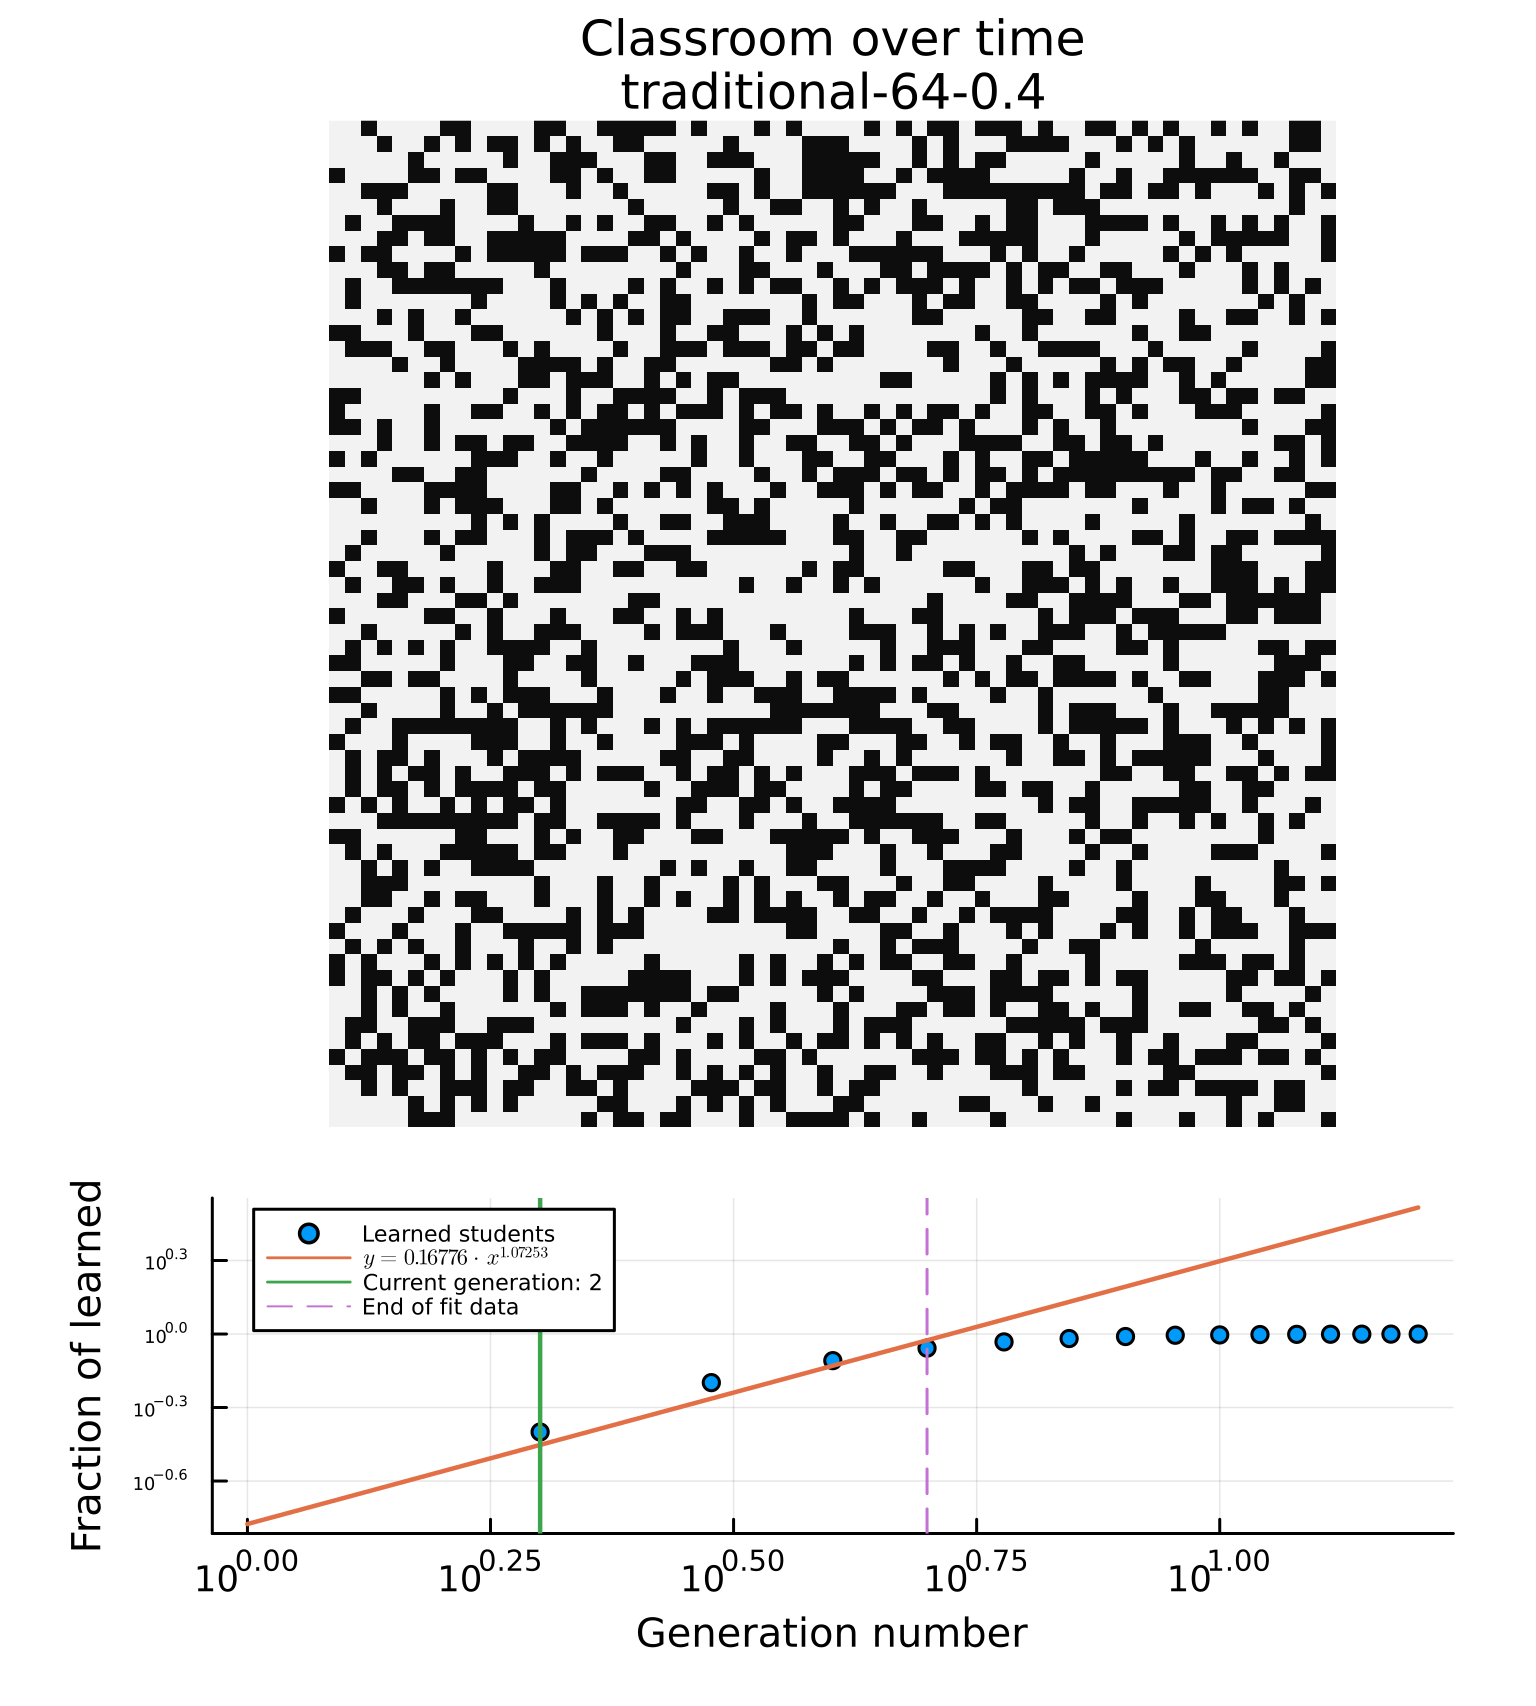 Classroom over time
traditional-64-0.4
Fraction of learned
10^0.3
10^0.0
10^−0.3
10^−0.6
Learned students
y = 0.16776 · x^1.07253
Current generation: 2
End of fit data
10^0.00 10^0.25 10^0.50 10^0.75 10^1.00
Generation number